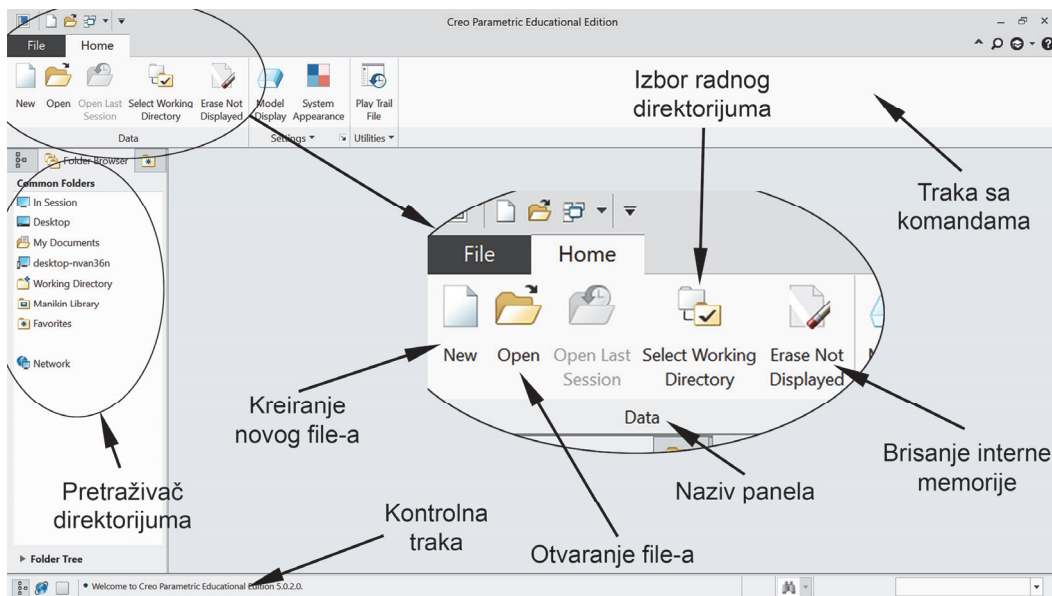 Creo Parametric Educational Edition
File Home
New Open Open Last Session Select Working Directory Erase Not Displayed Model Display System Appearance Play Trail File
Data Settings Utilities
Folder Browser
Common Folders
In Session
Desktop
My Documents
desktop-nvan36n
Working Directory
Manikin Library
Favorites
Network
Folder Tree
Izbor radnog
direktorijuma
Traka sa
komandama
File Home
New Open Open Last Session Select Working Directory Erase Not Displayed
Data
Kreiranje
novog file-a
Brisanje interne
memorije
Naziv panela
Pretraživač
direktorijuma
Kontrolna
traka
Otvaranje file-a
• Welcome to Creo Parametric Educational Edition 5.0.2.0.